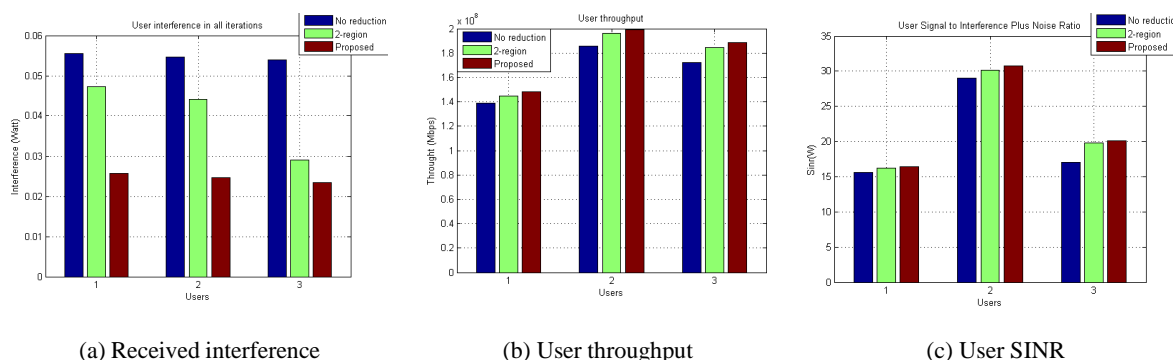 User interference in all iterations
No reduction
2-region
Proposed
0.06
0.05
0.04
0.03
0.02
0.01
0
Interference (Watt)
1 2 3
Users
(a) Received interference
x 10^8
User throughput
No reduction
2-region
Proposed
2
1.8
1.6
1.4
1.2
1
0.8
0.6
0.4
0.2
0
Throught (Mbps)
1 2 3
Users
(b) User throughput
User Signal to Interference Plus Noise Ratio
No reduction
2-region
Proposed
35
30
25
20
15
10
5
0
Sinr(W)
1 2 3
Users
(c) User SINR